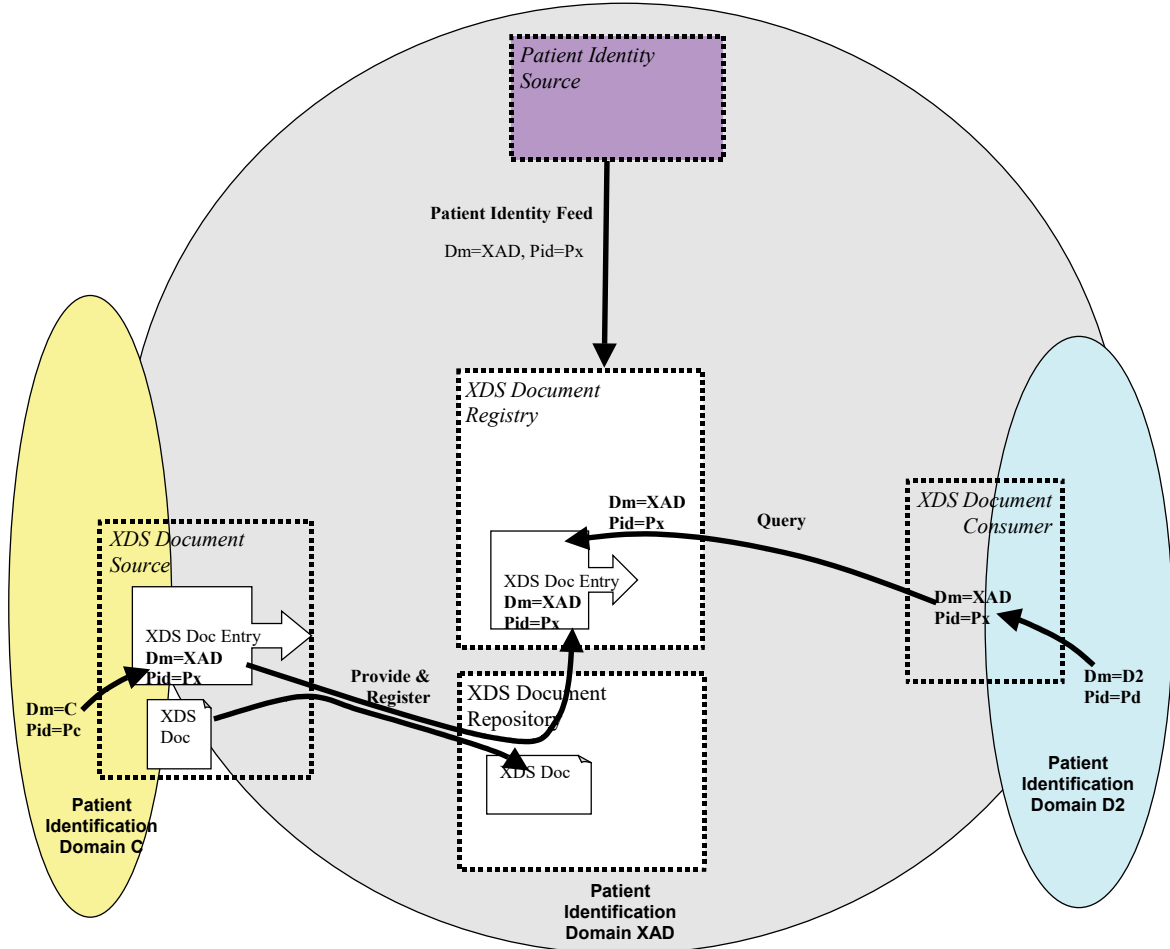 Patient Identity
Source
Patient Identity Feed
Dm=XAD, Pid=Px
XDS Document
Registry
Dm=XAD
Pid=Px
XDS Doc Entry
Dm=XAD
Pid=Px
Query
XDS Document
Consumer
Dm=XAD
Pid=Px
Dm=D2
Pid=Pd
Patient
Identification
Domain D2
XDS Document
Source
XDS Doc Entry
Dm=XAD
Pid=Px
Dm=C
Pid=Pc
XDS
Doc
Patient
Identification
Domain C
Provide &
Register
XDS Document
Repository
XDS Doc
Patient
Identification
Domain XAD